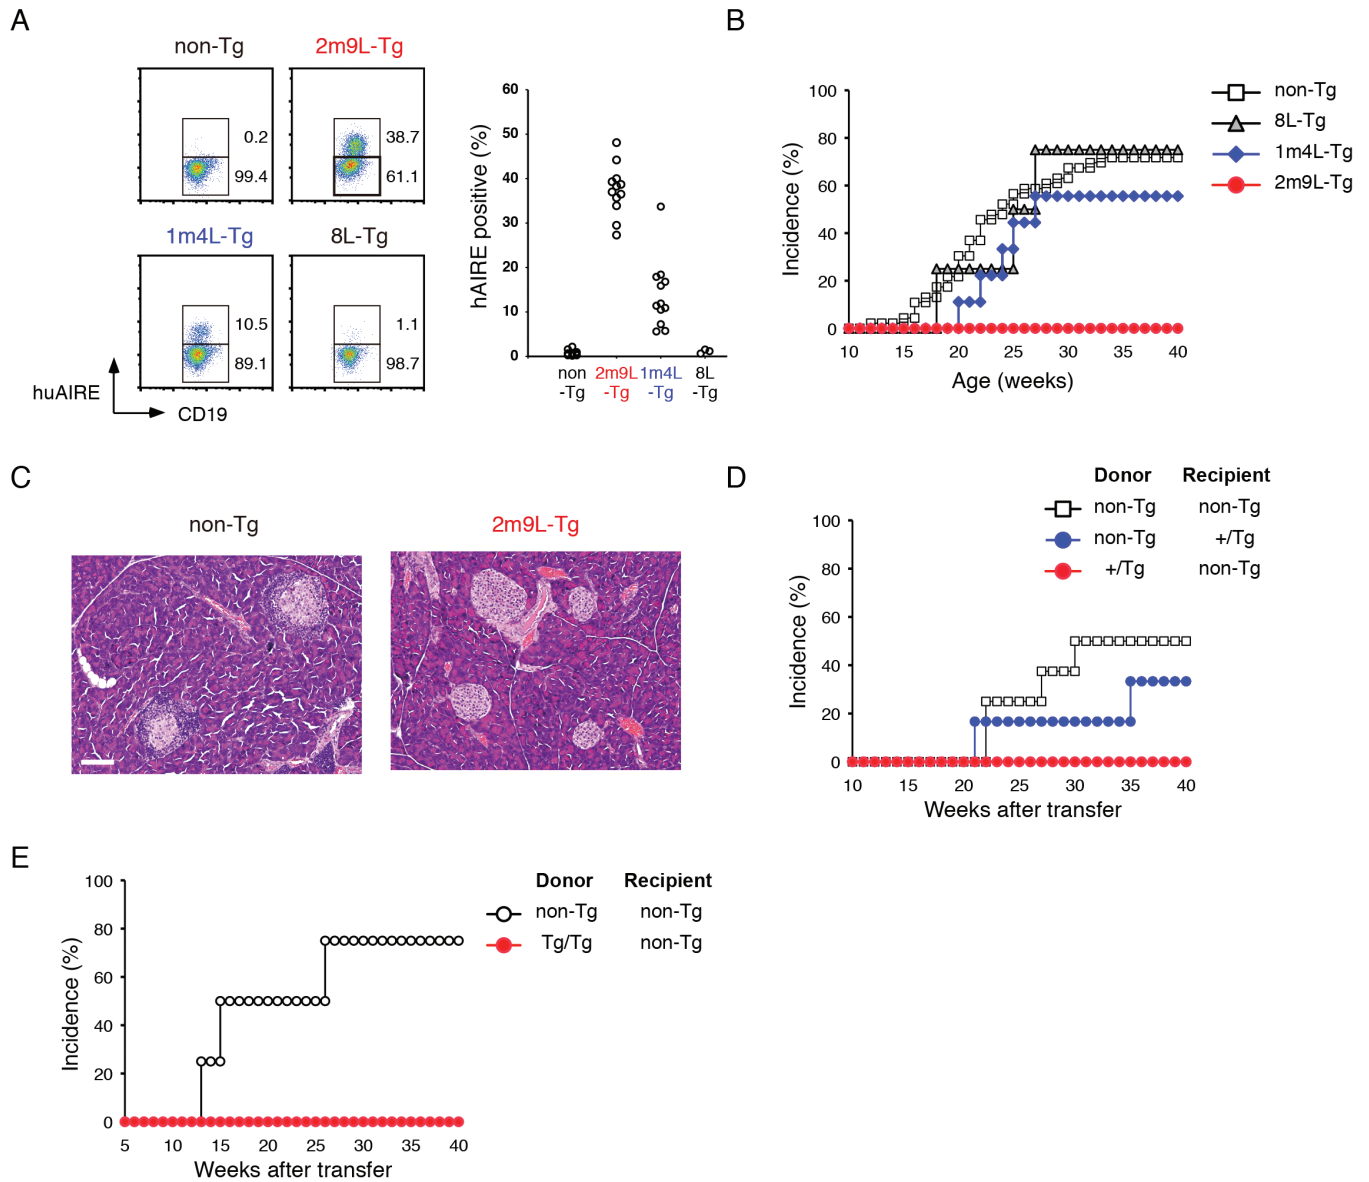 A
non-Tg
2m9L-Tg
0.2
99.4
38.7
61.1
1m4L-Tg
8L-Tg
10.5
89.1
1.1
98.7
huAIRE
CD19
hAIRE positive (%)
60
50
40
30
20
10
0
non
-Tg
2m9L
-Tg
1m4L
-Tg
8L
-Tg
B
Incidence (%)
100
80
60
40
20
0
10 15 20 25 30 35 40
Age (weeks)
non-Tg
8L-Tg
1m4L-Tg
2m9L-Tg
C
non-Tg
2m9L-Tg
D
Donor Recipient
non-Tg non-Tg
non-Tg +/Tg
+/Tg non-Tg
Incidence (%)
100
80
60
40
20
0
10 15 20 25 30 35 40
Weeks after transfer
E
Donor Recipient
non-Tg non-Tg
Tg/Tg non-Tg
Incidence (%)
100
80
60
40
20
0
5 10 15 20 25 30 35 40
Weeks after transfer